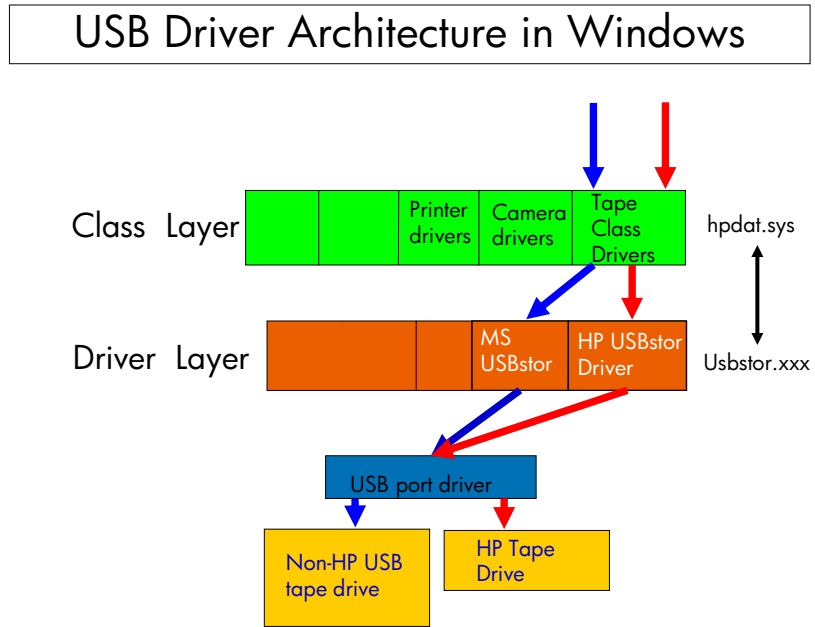 USB Driver Architecture in Windows
Class Layer
Printer
drivers
Camera
drivers
Tape
Class
Drivers
hpdat.sys
Driver Layer
MS
USBstor
HP USBstor
Driver
Usbstor.xxx
USB port driver
Non-HP USB
tape drive
HP Tape
Drive